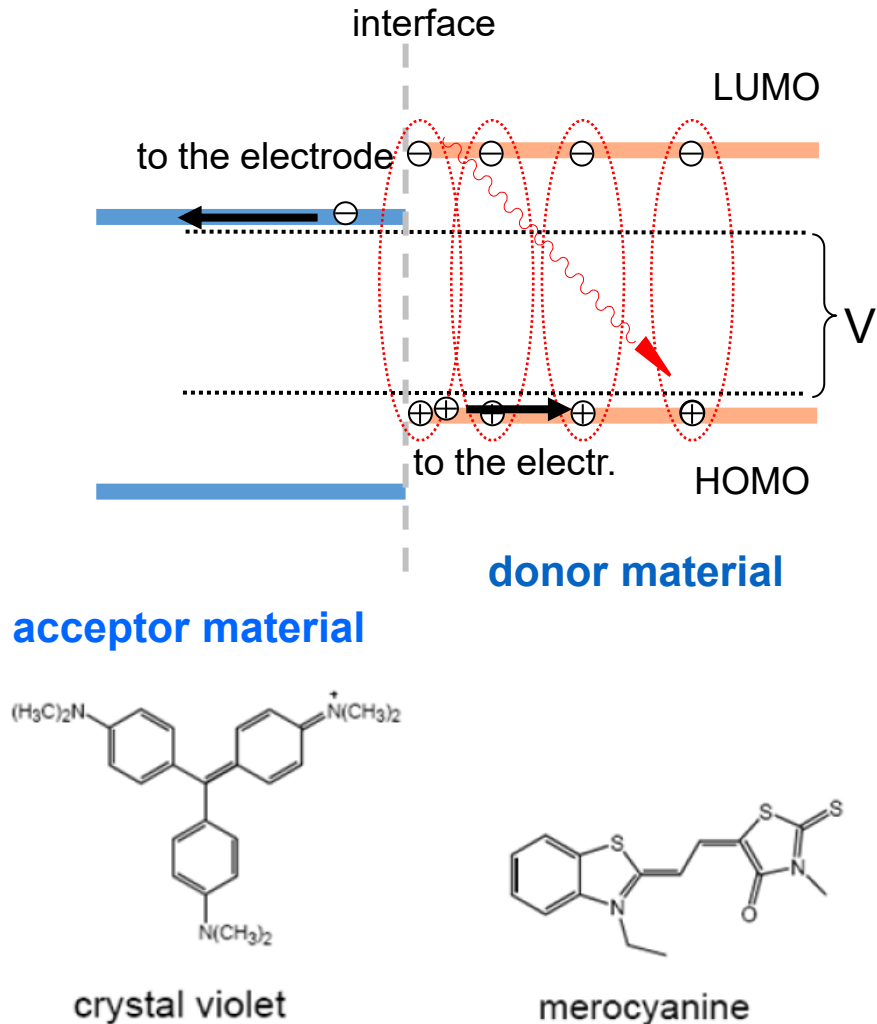 interface
LUMO
to the electrode
V
to the electr.
HOMO
donor material
acceptor material
(H3C)2N
+
N(CH3)2
N(CH3)2
S
N
S
S
N
O
crystal violet
merocyanine